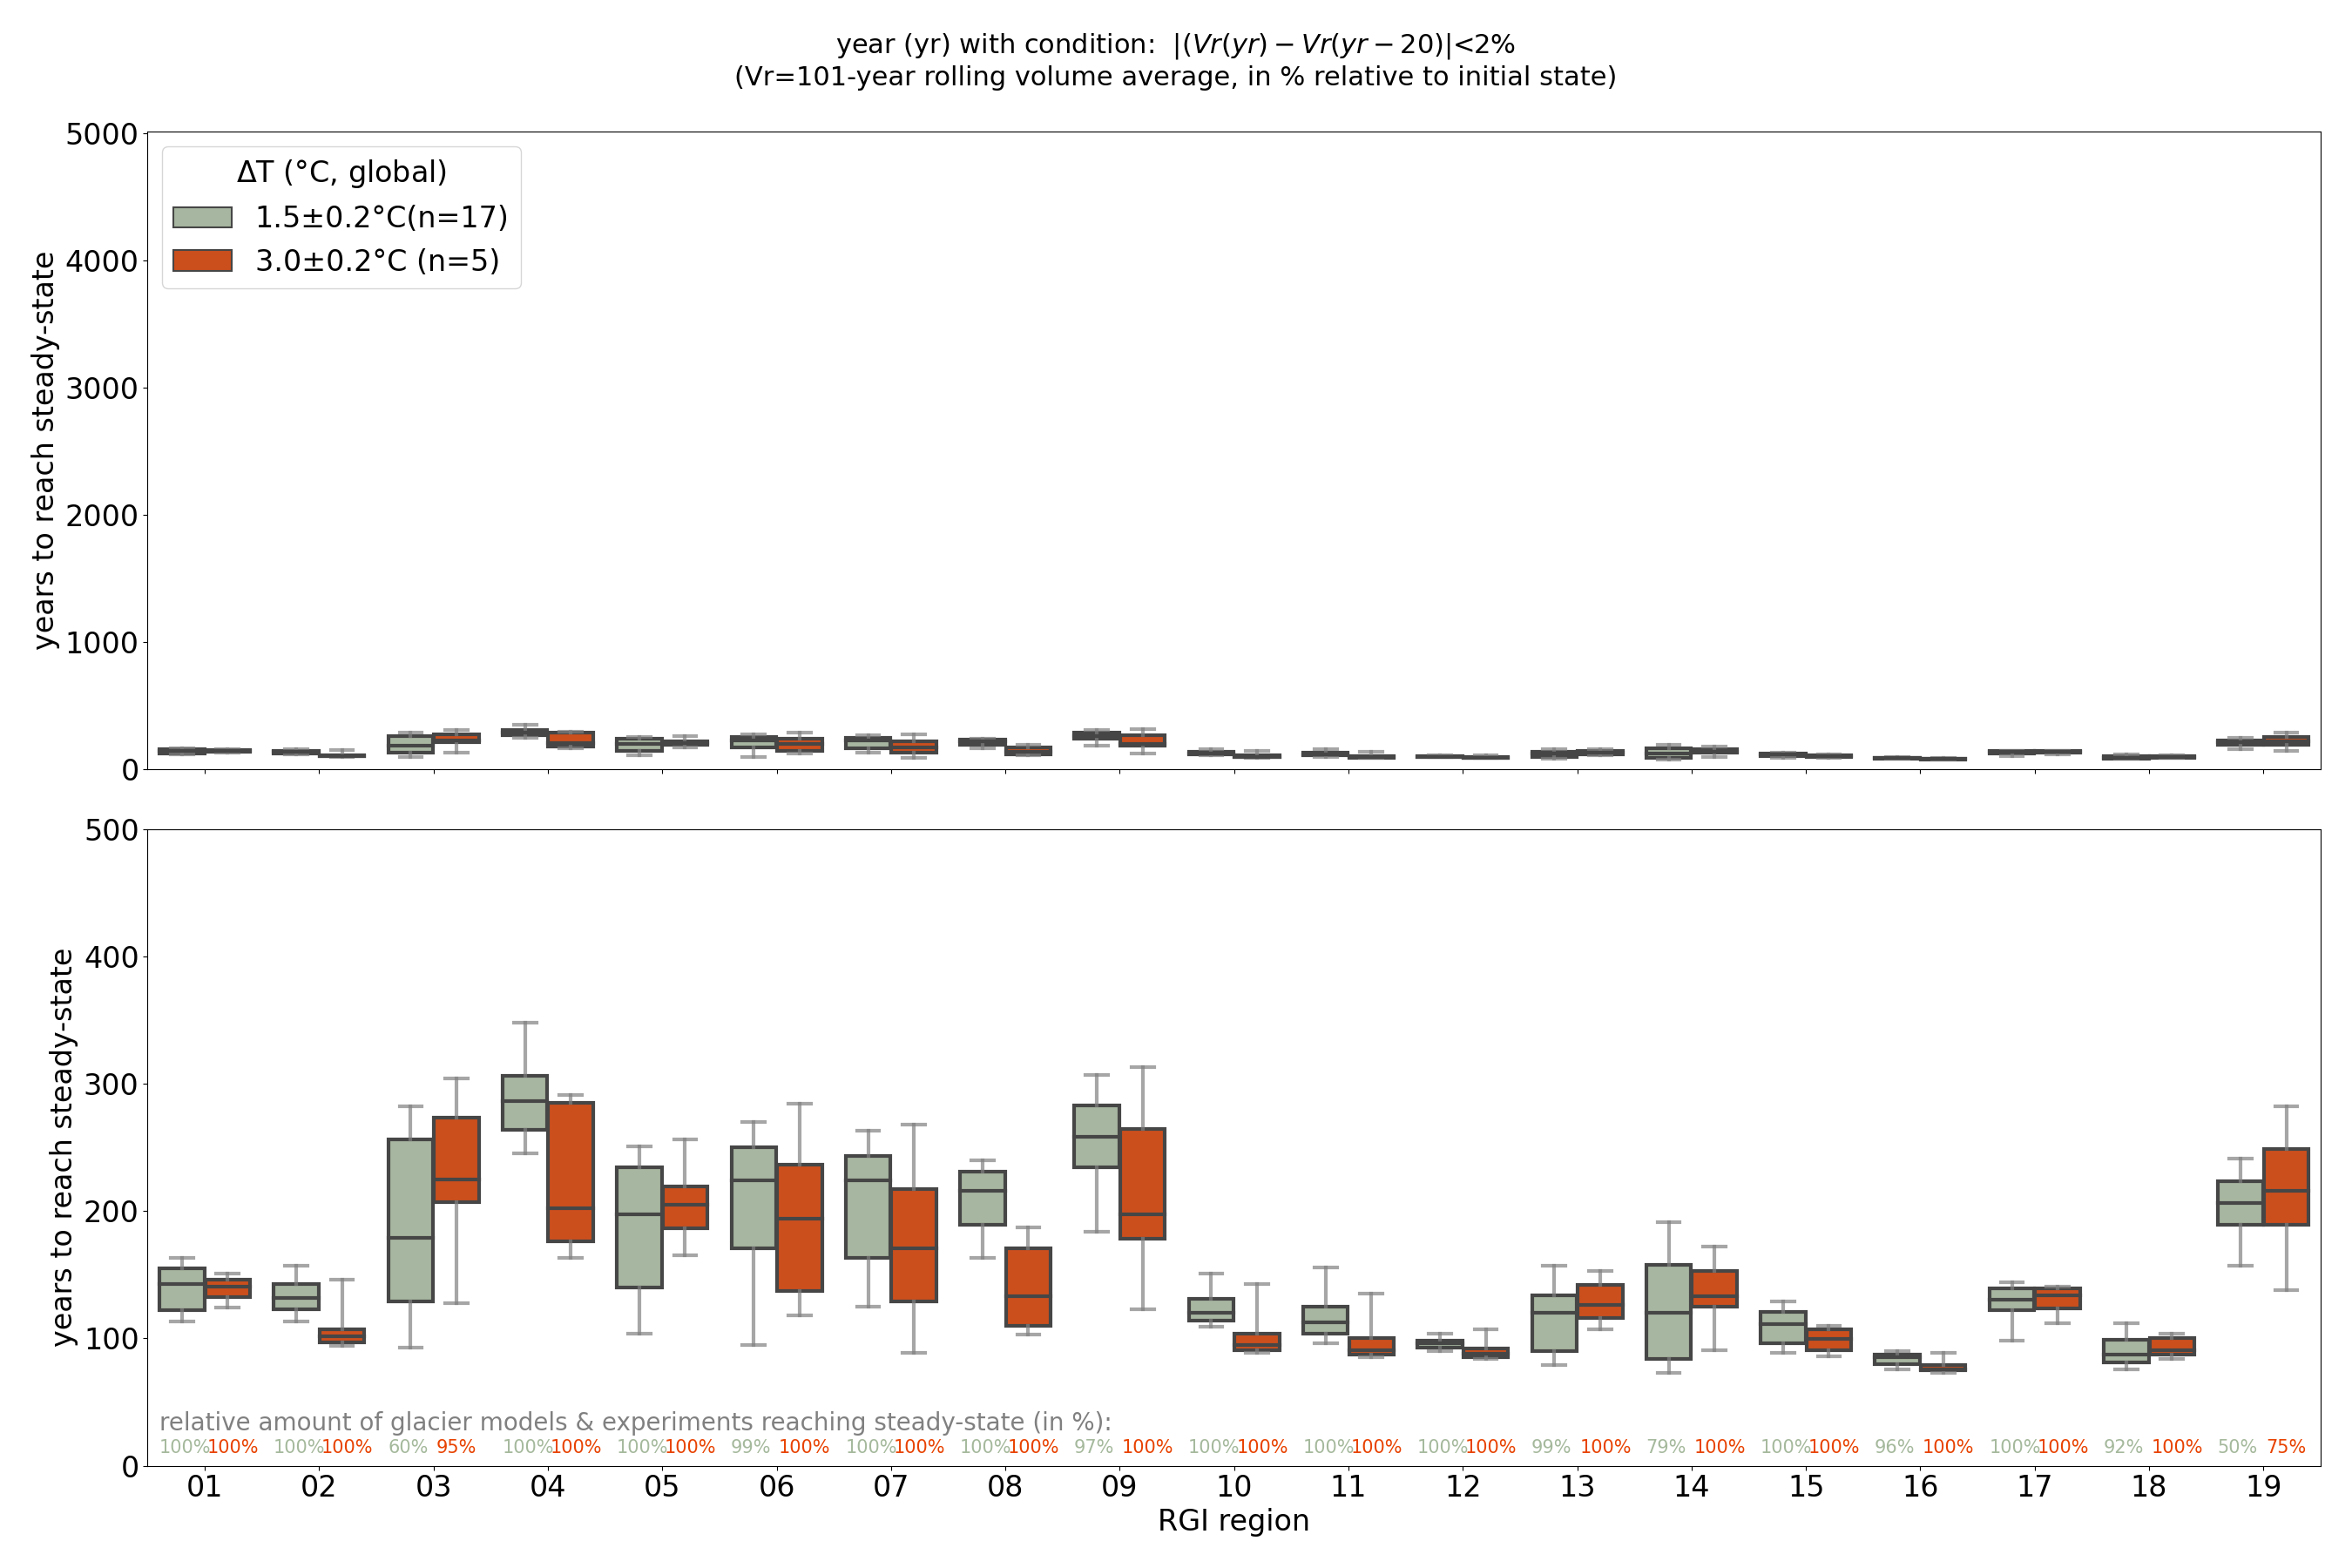 year (yr) with condition:  |(Vr(yr) − Vr(yr − 20)|<2%
(Vr=101-year rolling volume average, in % relative to initial state)
years to reach steady-state
5000
4000
3000
2000
1000
0
ΔT (°C, global)
1.5±0.2°C(n=17)
3.0±0.2°C (n=5)
years to reach steady-state
500
400
300
200
100
0
relative amount of glacier models & experiments reaching steady-state (in %):
100% 100% 100% 100% 60% 95% 100% 100% 100% 100% 99% 100% 100% 100% 100% 100% 97% 100% 100% 100% 100% 100% 100% 100% 99% 100% 79% 100% 100% 100% 96% 100% 100% 100% 92% 100% 50% 75%
01 02 03 04 05 06 07 08 09 10 11 12 13 14 15 16 17 18 19
RGI region